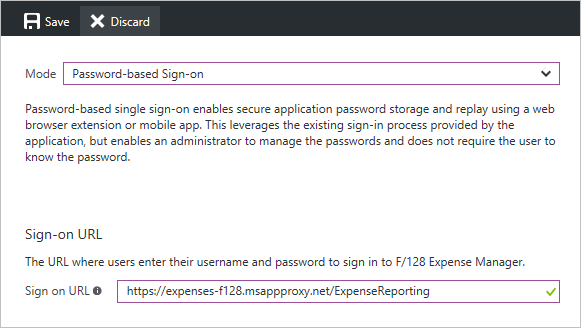 Save Discard
Mode Password-based Sign-on
Password-based single sign-on enables secure application password storage and replay using a web
browser extension or mobile app. This leverages the existing sign-in process provided by the
application, but enables an administrator to manage the passwords and does not require the user to
know the password.
Sign-on URL
The URL where users enter their username and password to sign in to F/128 Expense Manager.
Sign on URL https://expenses-f128.msappproxy.net/ExpenseReporting